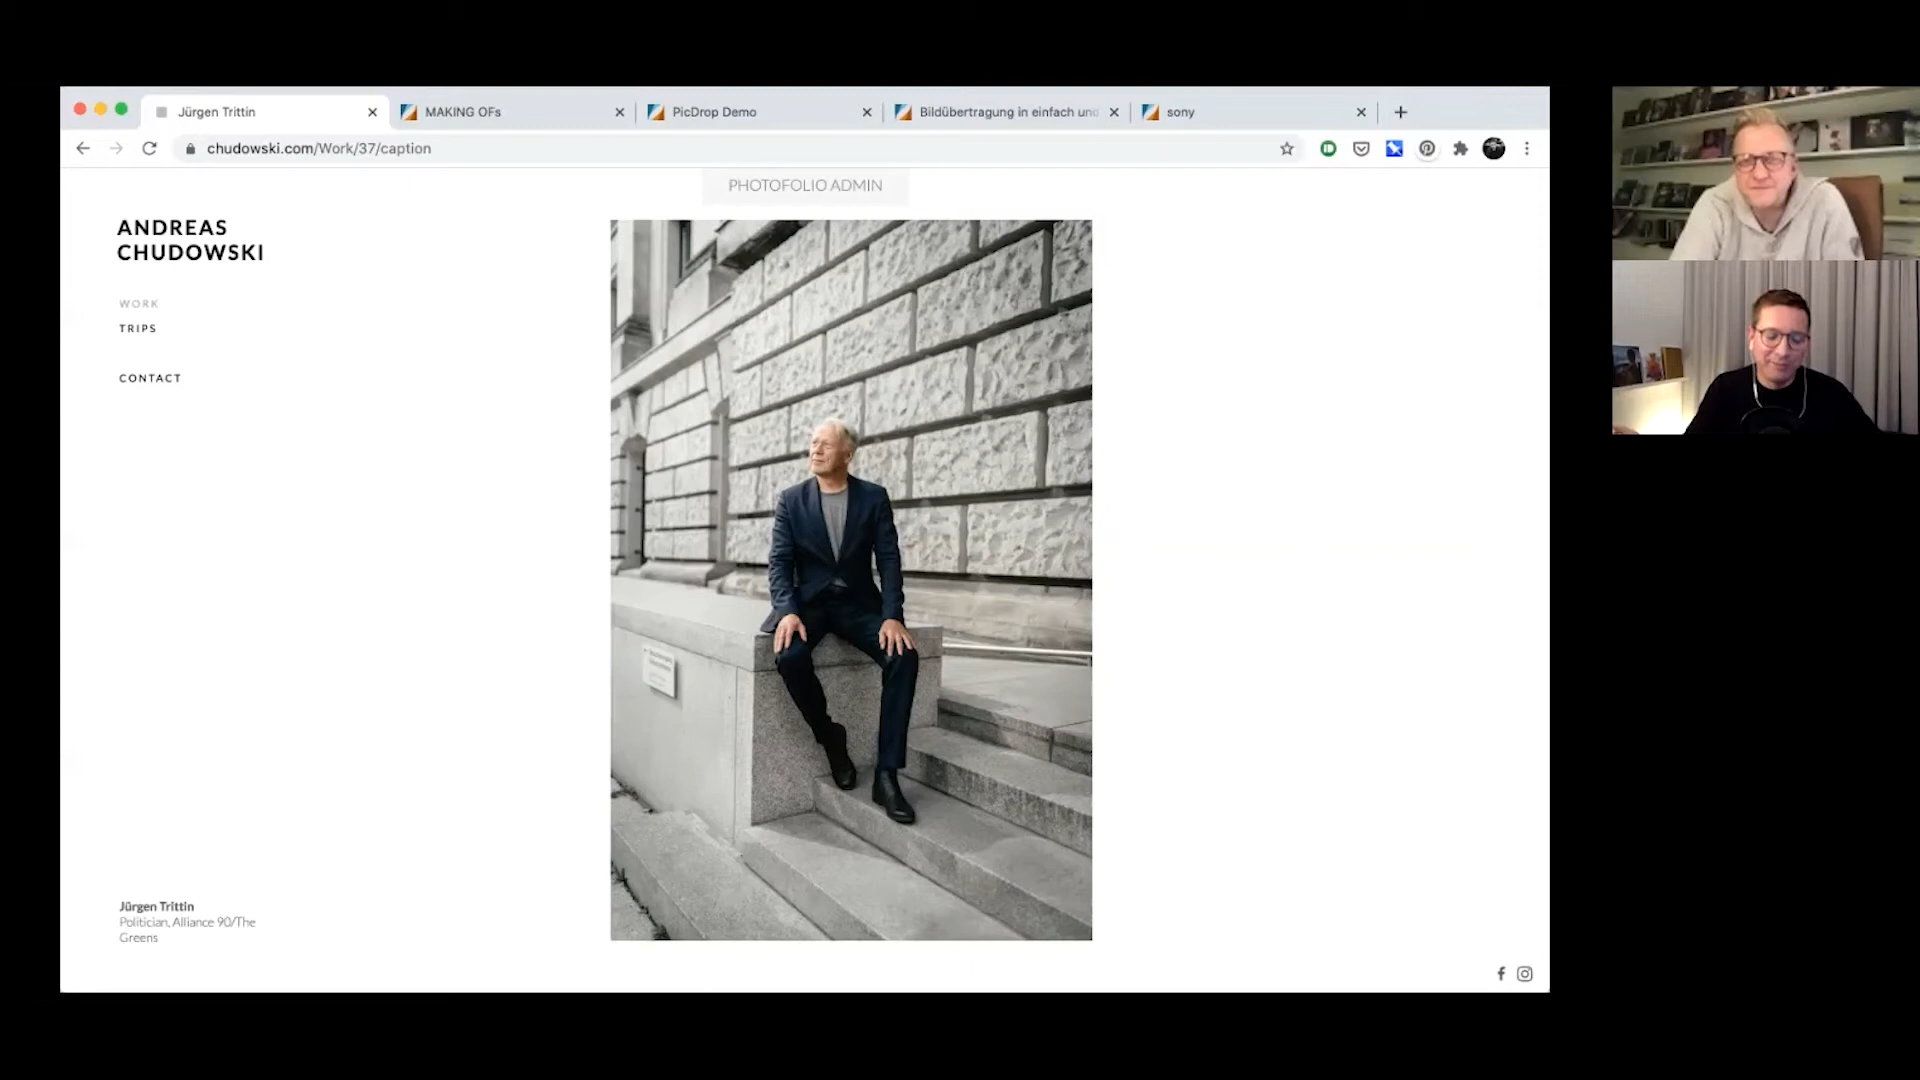 Jürgen Trittin
MAKING OFs
PicDrop Demo
Bildübertragung in einfach und
sony
chudowski.com/Work/37/caption
PHOTOFOLIO ADMIN
ANDREAS
CHUDOWSKI
WORK
TRIPS
CONTACT
Jürgen Trittin
Politician, Alliance 90/The
Greens